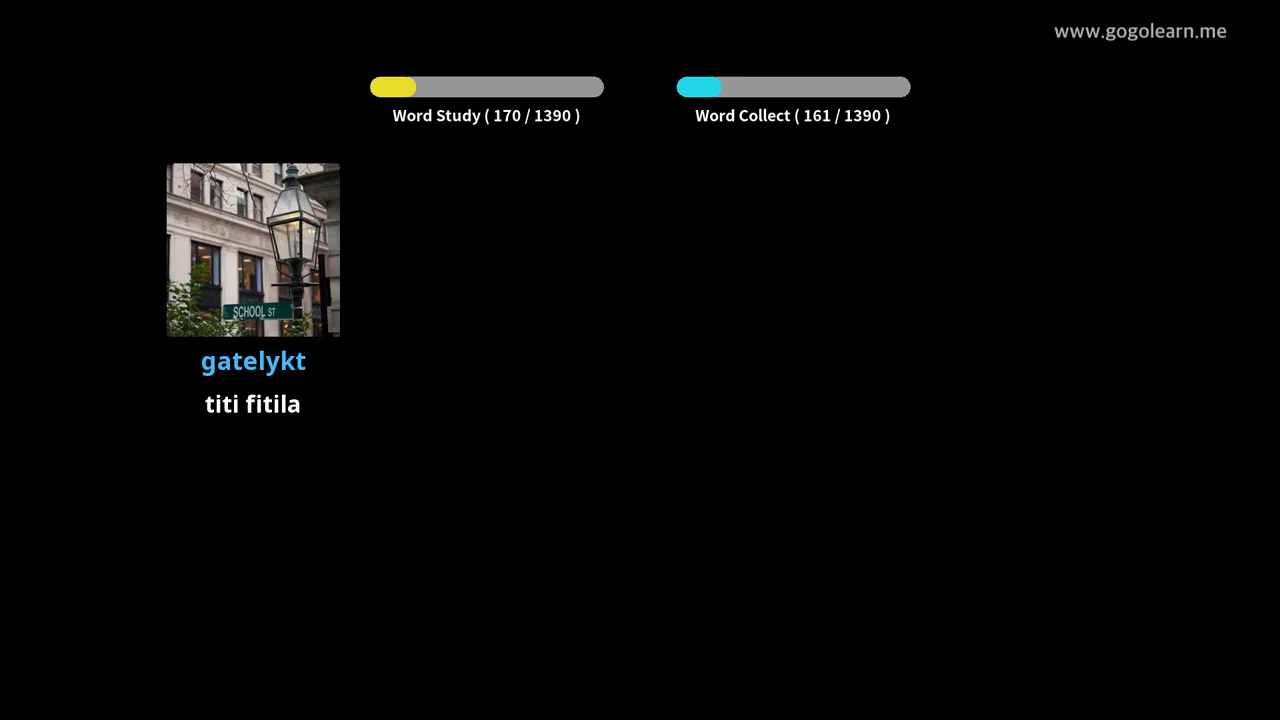 www.gogolearn.me
Word Study ( 170 / 1390 )
Word Collect ( 161 / 1390 )
SCHOOL ST
gatelykt
titi fitila